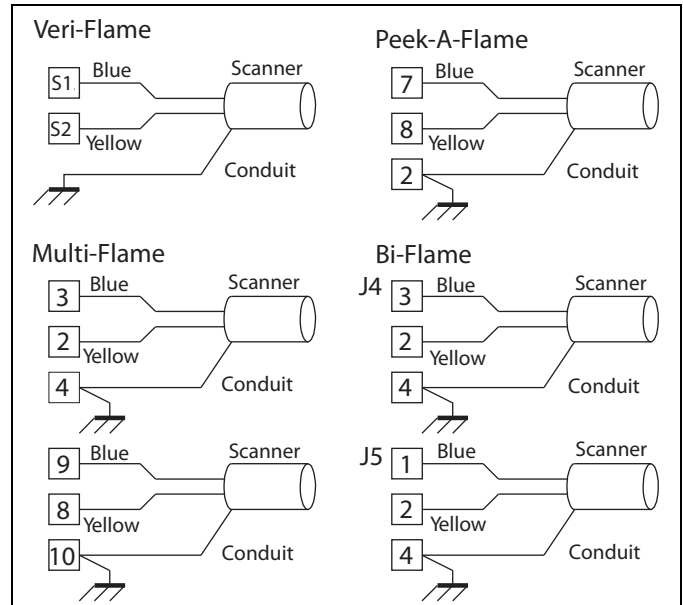 Veri-Flame
S1 Blue Scanner
S2 Yellow
Conduit
Peek-A-Flame
7 Blue Scanner
8 Yellow
2 Conduit
Multi-Flame
3 Blue Scanner
2 Yellow
4 Conduit
9 Blue Scanner
8 Yellow
10 Conduit
Bi-Flame
J4 3 Blue Scanner
2 Yellow
4 Conduit
J5 1 Blue Scanner
2 Yellow
4 Conduit